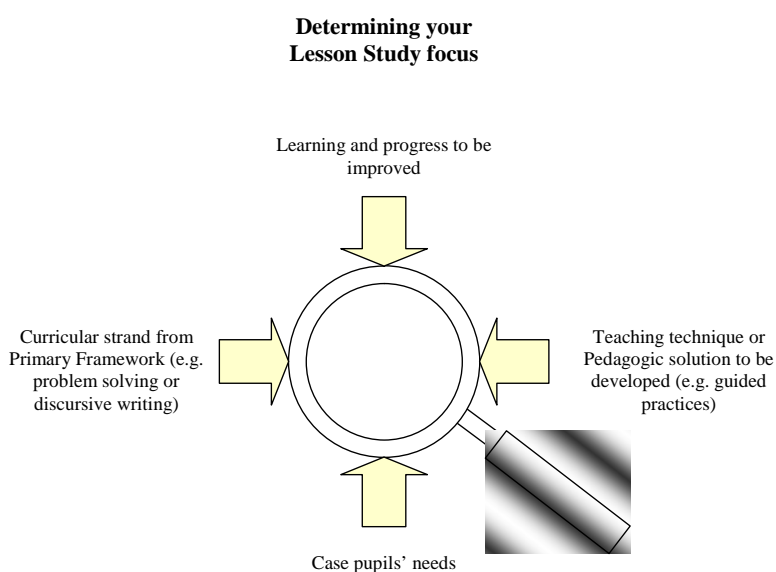 Determining your
Lesson Study focus
Learning and progress to be
improved
Curricular strand from
Primary Framework (e.g.
problem solving or
discursive writing)
Teaching technique or
Pedagogic solution to be
developed (e.g. guided
practices)
Case pupils’ needs